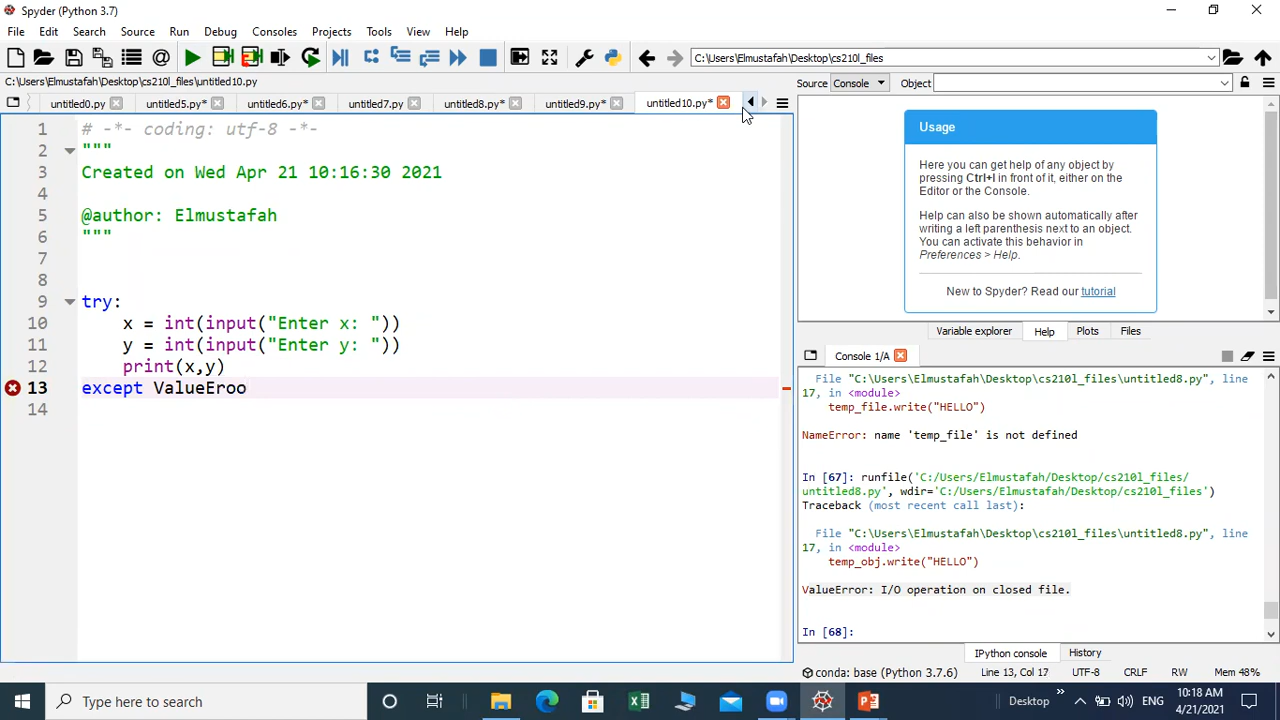 Spyder (Python 3.7)
File Edit Search Source Run Debug Consoles Projects Tools View Help
C:\Users\Elmustafah\Desktop\cs210l_files
C:\Users\Elmustafah\Desktop\cs210l_files\untitled10.py
untitled0.py untitled5.py* untitled6.py* untitled7.py untitled8.py* untitled9.py* untitled10.py*
1 # -*- coding: utf-8 -*-
2 """
3 Created on Wed Apr 21 10:16:30 2021
4
5 @author: Elmustafah
6 """
7
8
9 try:
10 x = int(input("Enter x: "))
11 y = int(input("Enter y: "))
12 print(x,y)
13 except ValueEroo
14
Source Console Object
Usage
Here you can get help of any object by
pressing Ctrl+I in front of it, either on the
Editor or the Console.
Help can also be shown automatically after
writing a left parenthesis next to an object.
You can activate this behavior in
Preferences > Help.
New to Spyder? Read our tutorial
Variable explorer Help Plots Files
Console 1/A
File "C:\Users\Elmustafah\Desktop\cs210l_files\untitled8.py", line
17, in <module>
temp_file.write("HELLO")
NameError: name 'temp_file' is not defined
In [67]: runfile('C:/Users/Elmustafah/Desktop/cs210l_files/
untitled8.py', wdir='C:/Users/Elmustafah/Desktop/cs210l_files')
Traceback (most recent call last):
File "C:\Users\Elmustafah\Desktop\cs210l_files\untitled8.py", line
17, in <module>
temp_obj.write("HELLO")
ValueError: I/O operation on closed file.
In [68]:
IPython console History
conda: base (Python 3.7.6) Line 13, Col 17 UTF-8 CRLF RW Mem 48%
Type here to search
Desktop ENG
10:18 AM
4/21/2021